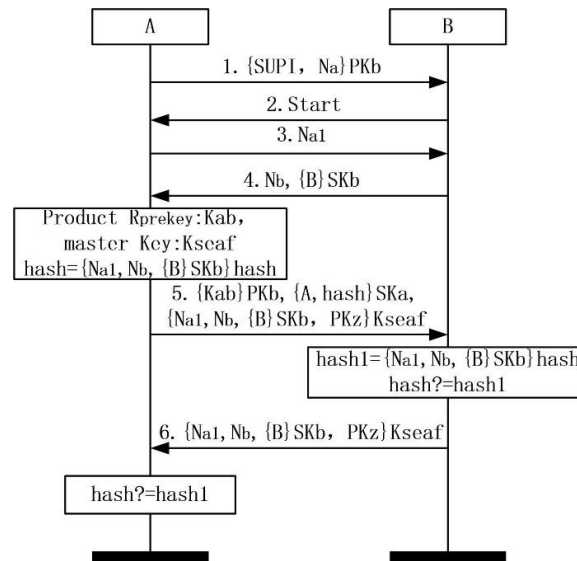 A
B
1. {SUPI, Na}PKb
2. Start
3. Na1
4. Nb, {B}SKb
Product Rprekey:Kab,
master Key:Kseaf
hash={Na1, Nb, {B}SKb}hash
5. {Kab}PKb, {A, hash}SKa,
{Na1, Nb, {B}SKb, PKz}Kseaf
hash1={Na1, Nb, {B}SKb}hash
hash?=hash1
6. {Na1, Nb, {B}SKb, PKz}Kseaf
hash?=hash1